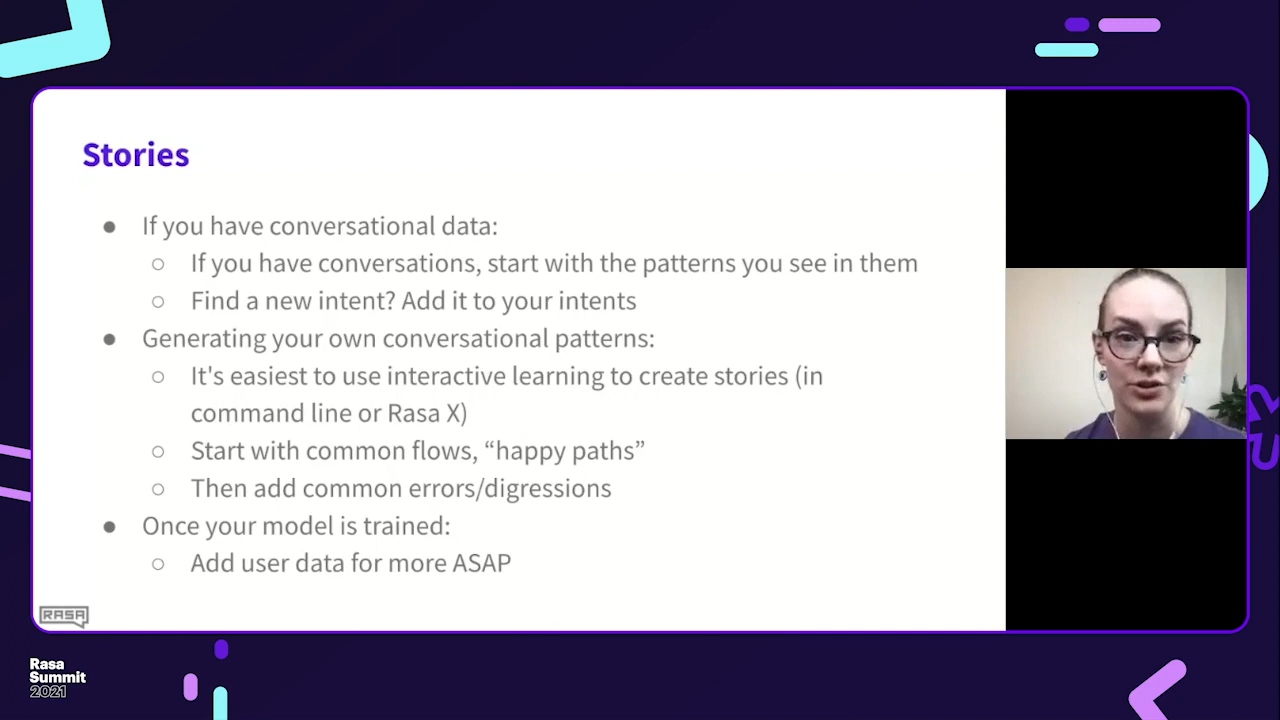 Stories
● If you have conversational data:
○ If you have conversations, start with the patterns you see in them
○ Find a new intent? Add it to your intents
● Generating your own conversational patterns:
○ It's easiest to use interactive learning to create stories (in
command line or Rasa X)
○ Start with common flows, “happy paths”
○ Then add common errors/digressions
● Once your model is trained:
○ Add user data for more ASAP
RASA
Rasa
Summit
2021